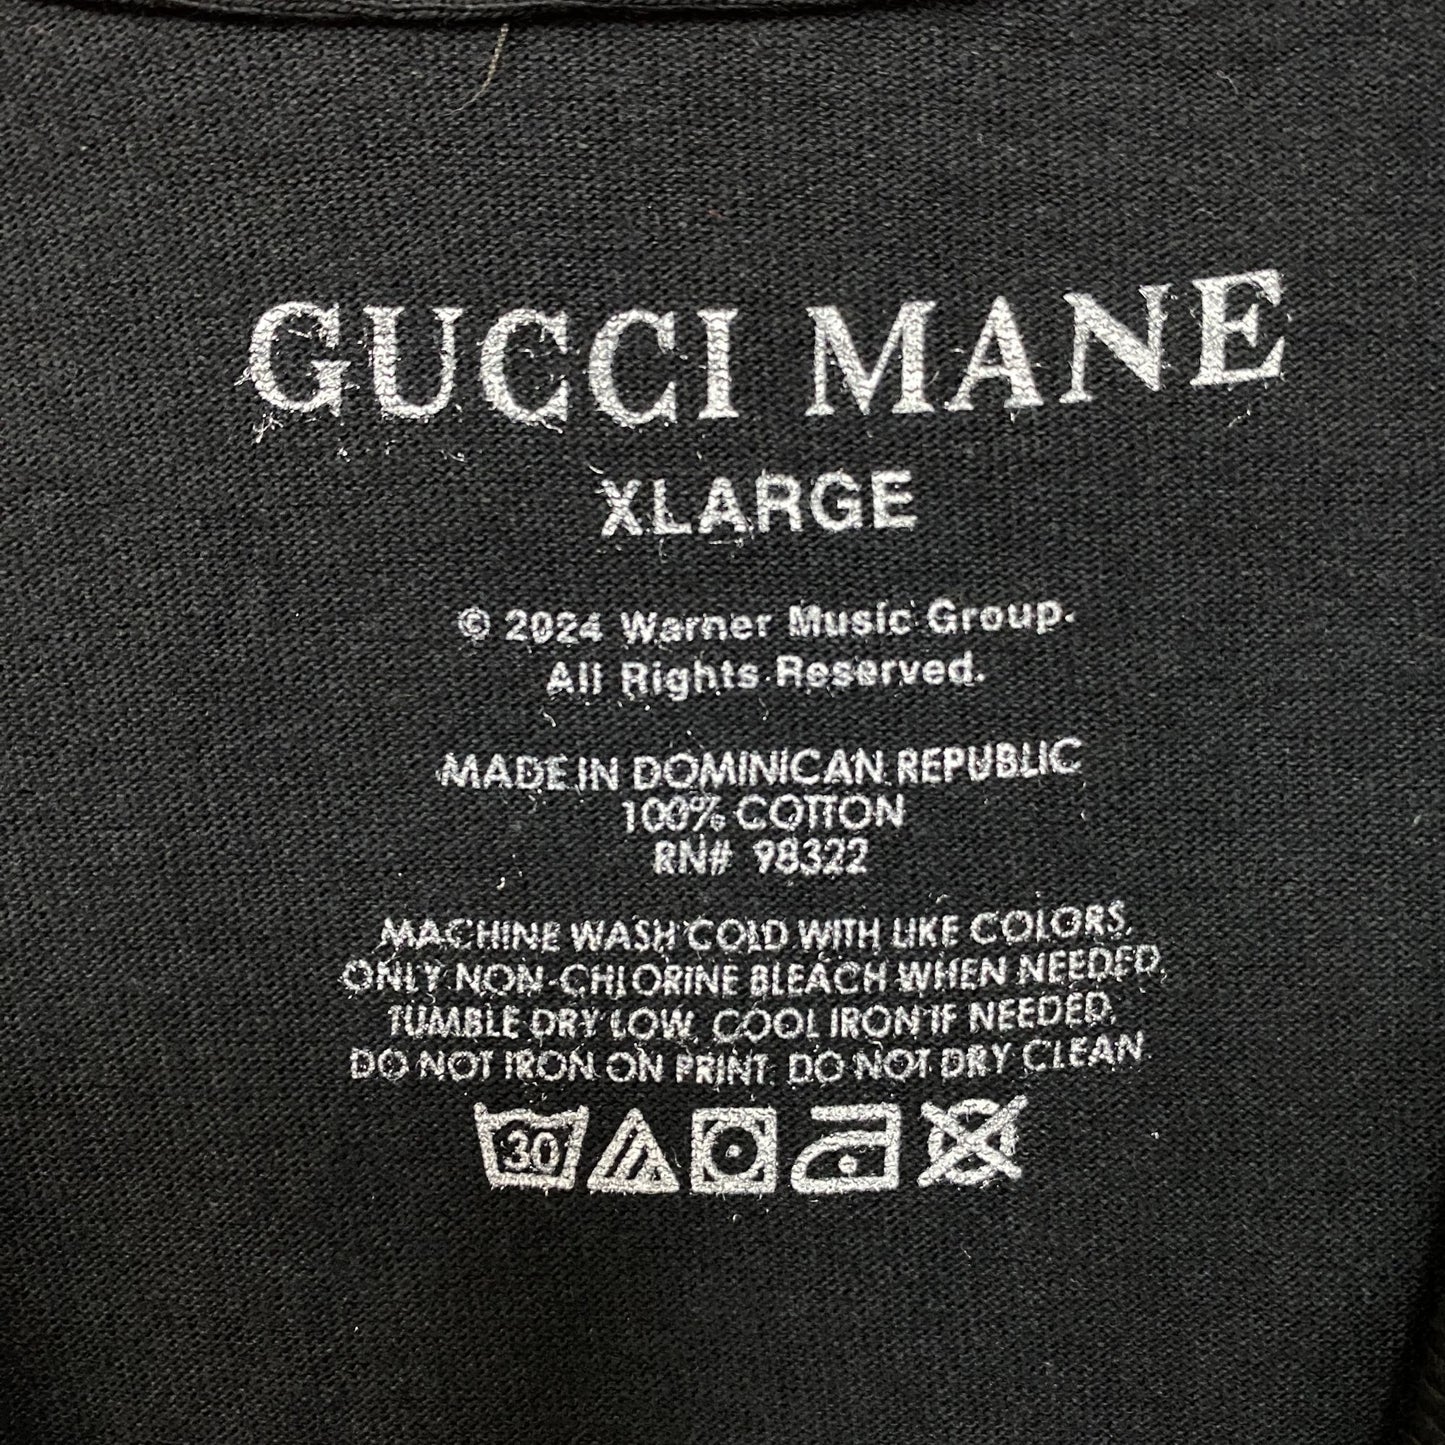 GUCCI MANE
XLARGE
© 2024 Warner Music Group.
All Rights Reserved.
MADE IN DOMINICAN REPUBLIC
100% COTTON
RN# 98322
MACHINE WASH COLD WITH LIKE COLORS,
ONLY NON-CHLORINE BLEACH WHEN NEEDED,
TUMBLE DRY LOW, COOL IRON IF NEEDED,
DO NOT IRON ON PRINT, DO NOT DRY CLEAN
30